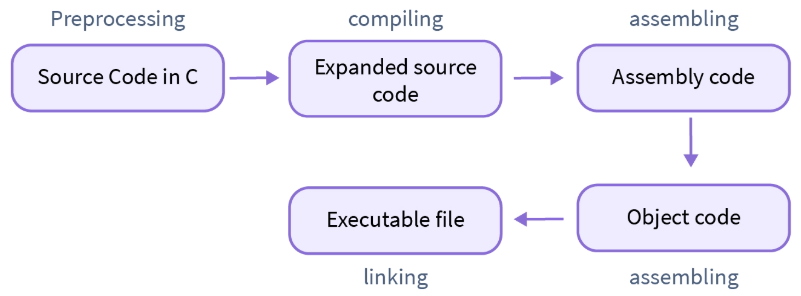 Preprocessing
compiling
assembling
Source Code in C
Expanded source
code
Assembly code
Executable file
Object code
linking
assembling